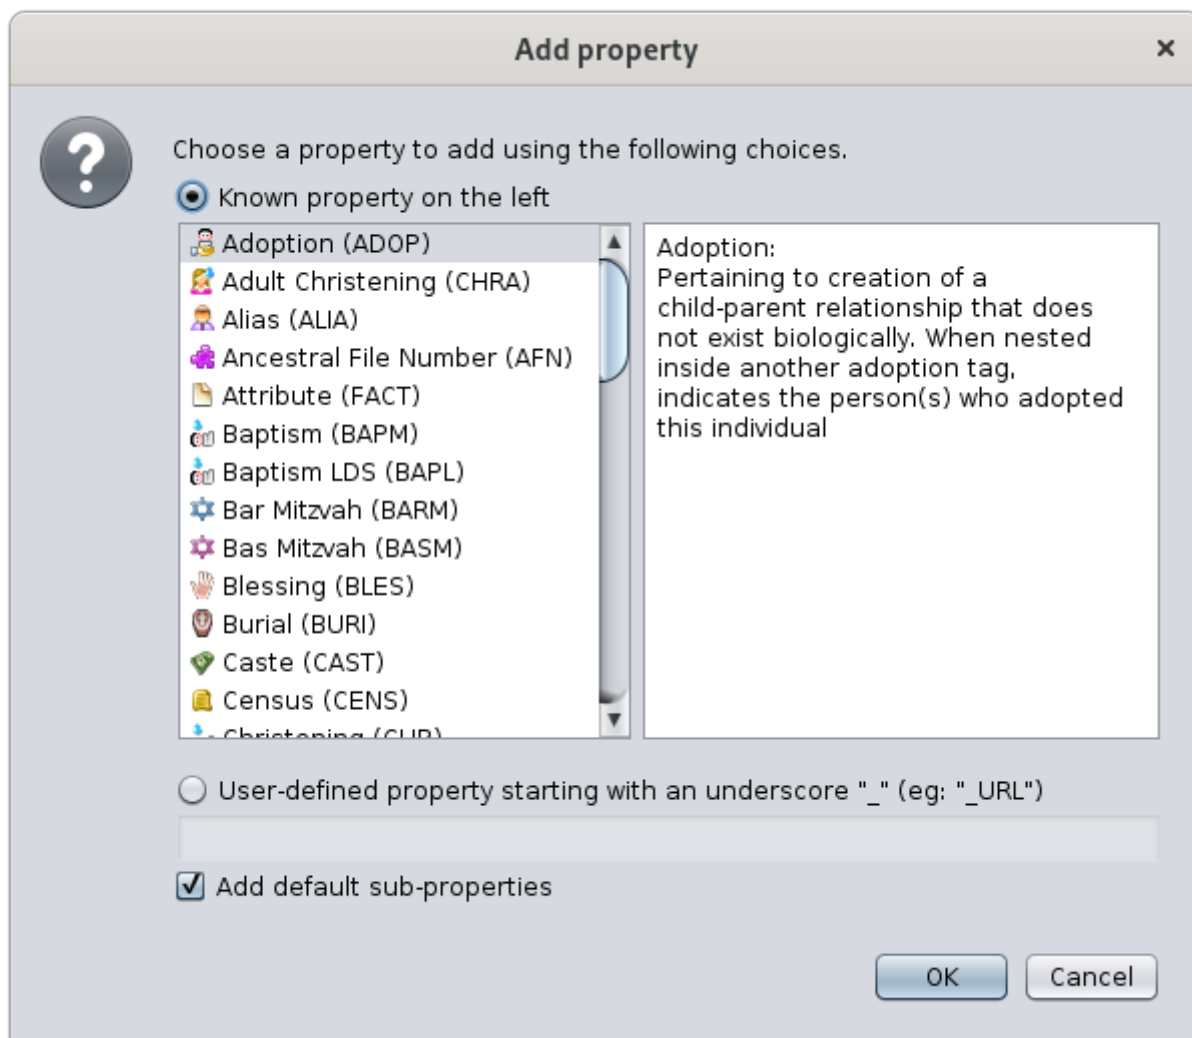 Add property
Choose a property to add using the following choices.
Known property on the left
Adoption (ADOP)
Adult Christening (CHRA)
Alias (ALIA)
Ancestral File Number (AFN)
Attribute (FACT)
Baptism (BAPM)
Baptism LDS (BAPL)
Bar Mitzvah (BARM)
Bas Mitzvah (BASM)
Blessing (BLES)
Burial (BURI)
Caste (CAST)
Census (CENS)
Christening (CHR)
Adoption:
Pertaining to creation of a
child-parent relationship that does
not exist biologically. When nested
inside another adoption tag,
indicates the person(s) who adopted
this individual
User-defined property starting with an underscore "_" (eg: "_URL")
Add default sub-properties
OK
Cancel